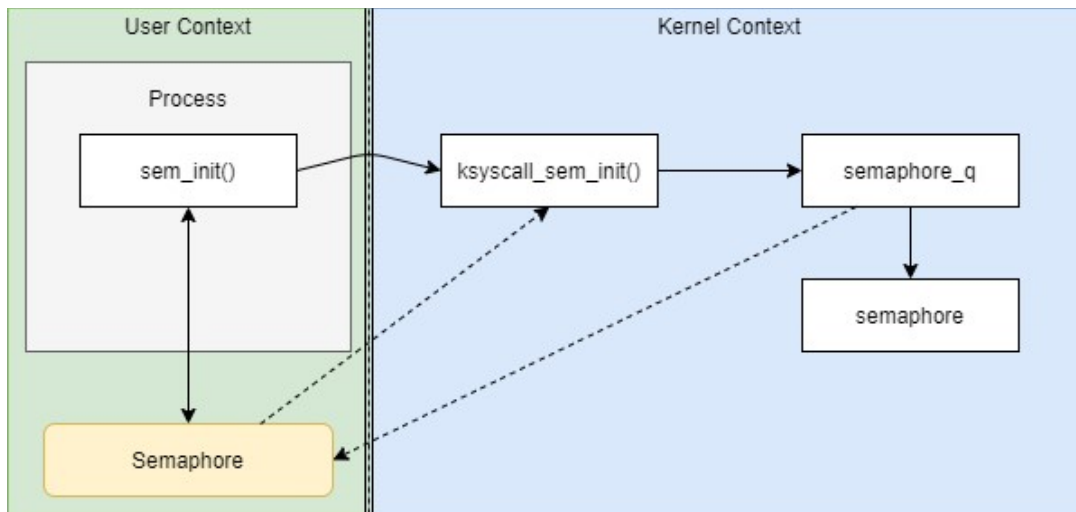 User Context
Kernel Context
Process
sem_init()
ksyscall_sem_init()
semaphore_q
semaphore
Semaphore